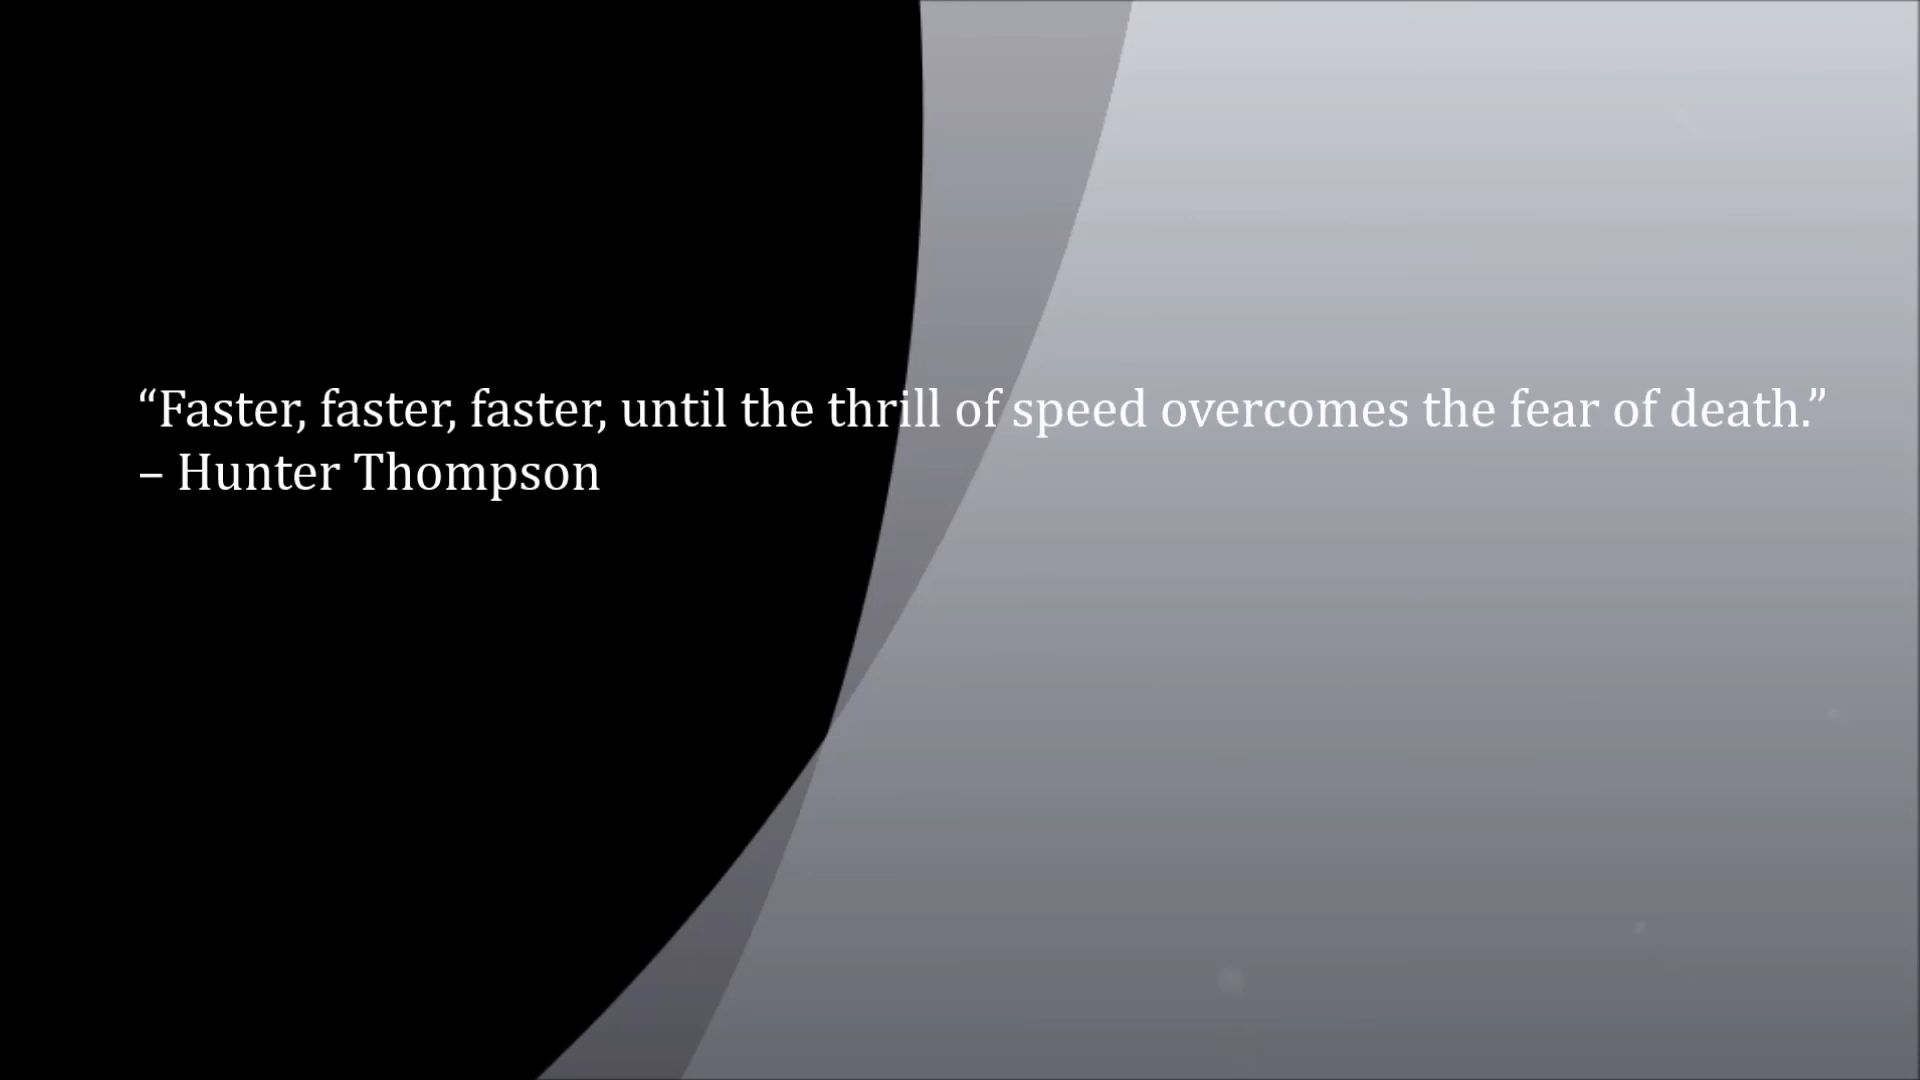 “Faster, faster, faster, until the thrill of speed overcomes the fear of death.”
– Hunter Thompson